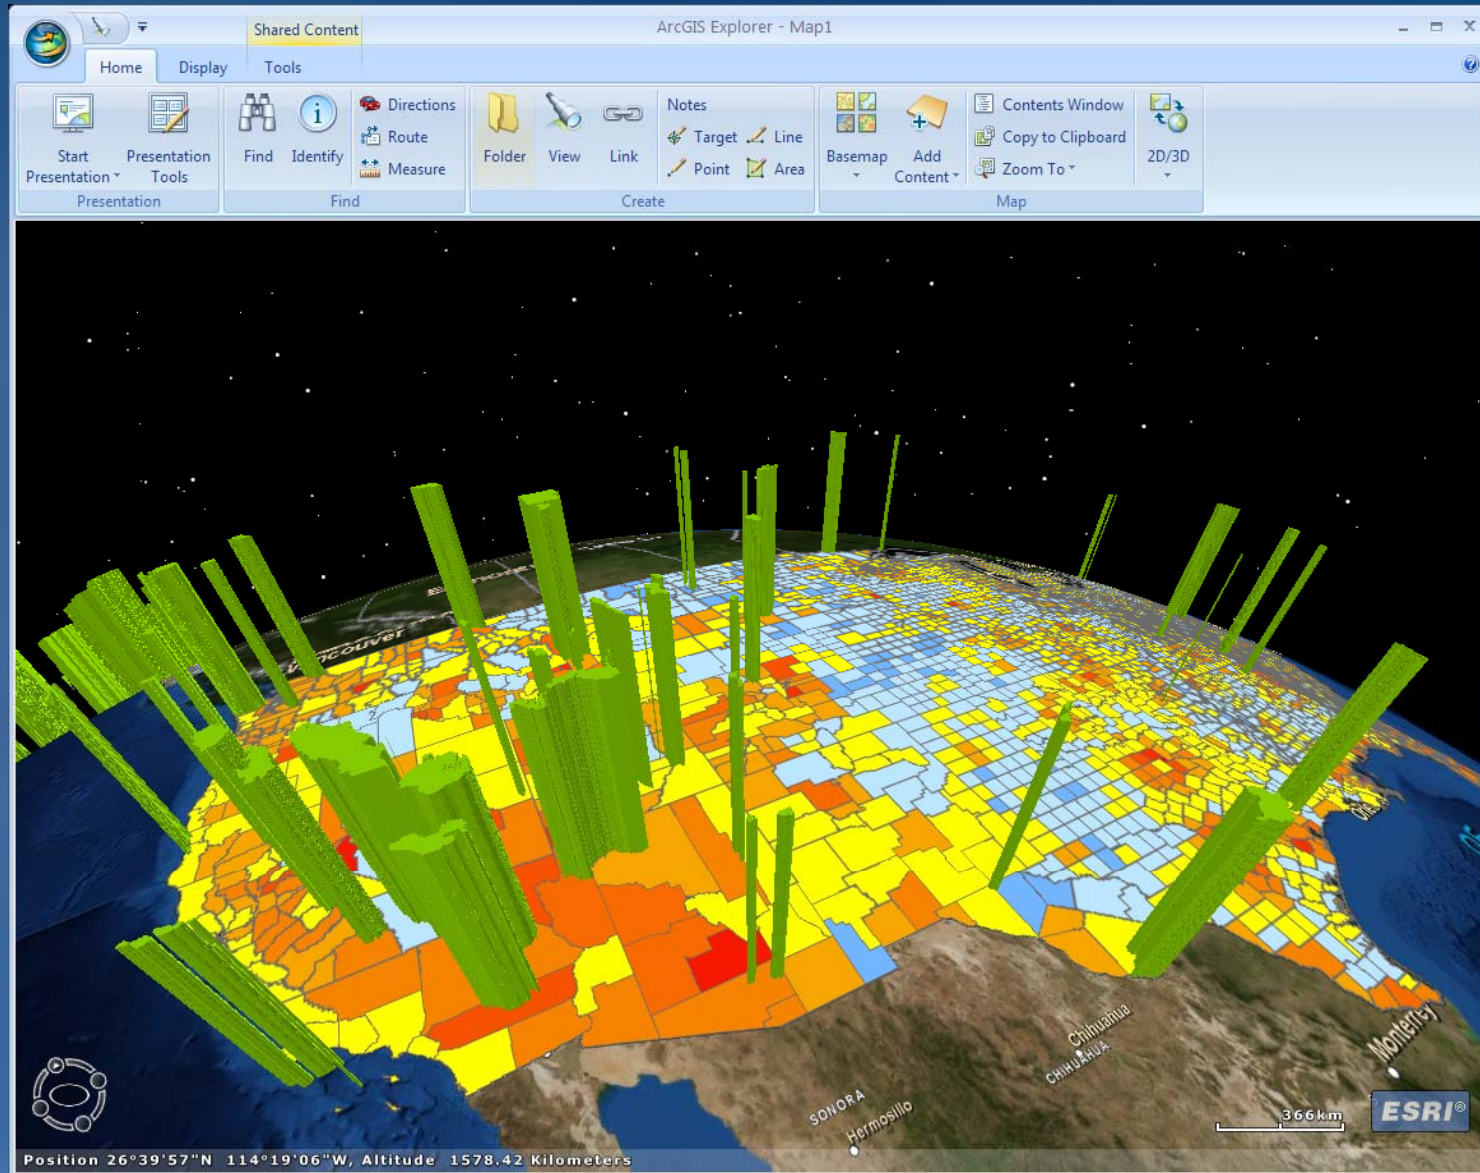 Shared Content
ArcGIS Explorer - Map1
Home
Display
Tools
Start Presentation
Presentation Tools
Presentation
Find
Identify
Directions
Route
Measure
Find
Folder
View
Link
Notes
Target
Line
Point
Area
Create
Basemap
Add Content
Contents Window
Copy to Clipboard
Zoom To
2D/3D
Map
Vancouver
Chihuahua
CHIHUAHUA
Monterrey
SONORA
Hermosillo
366km
ESRI®
Position 26°39'57"N 114°19'06"W, Altitude 1578.42 Kilometers